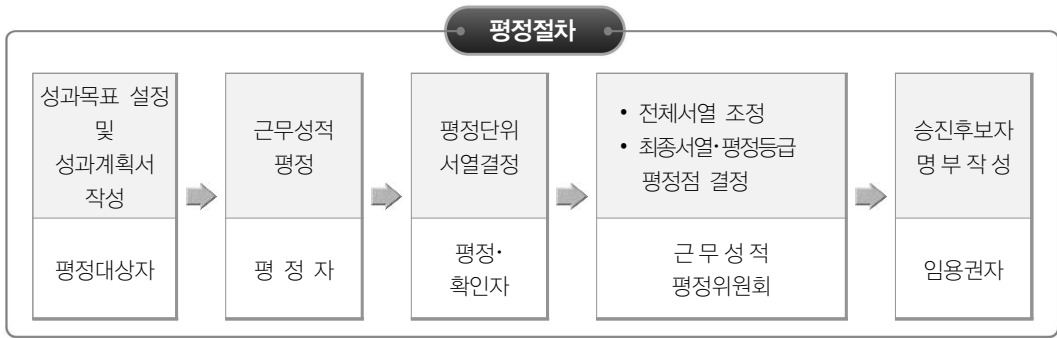 평정절차
성과목표 설정
및
성과계획서
작성
평정대상자
근무성적
평정
평 정 자
평정단위
서열결정
평정·
확인자
• 전체서열 조정
• 최종서열·평정등급
평정점 결정
근 무 성 적
평정위원회
승진후보자
명 부 작 성
임용권자